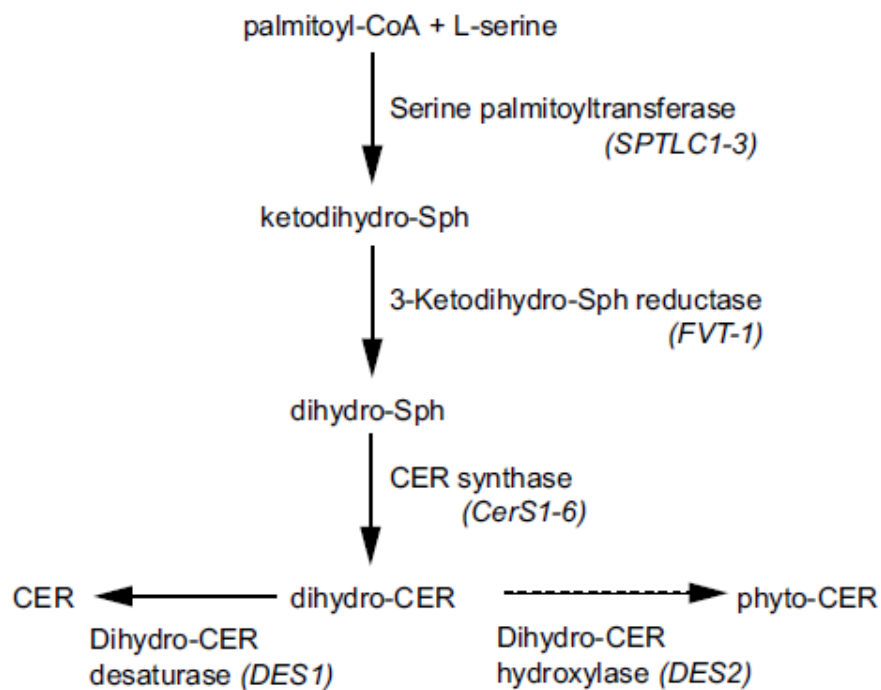 palmitoyl-CoA + L-serine
Serine palmitoyltransferase
(SPTLC1-3)
ketodihydro-Sph
3-Ketodihydro-Sph reductase
(FVT-1)
dihydro-Sph
CER synthase
(CerS1-6)
CER
dihydro-CER
phyto-CER
Dihydro-CER
desaturase (DES1)
Dihydro-CER
hydroxylase (DES2)